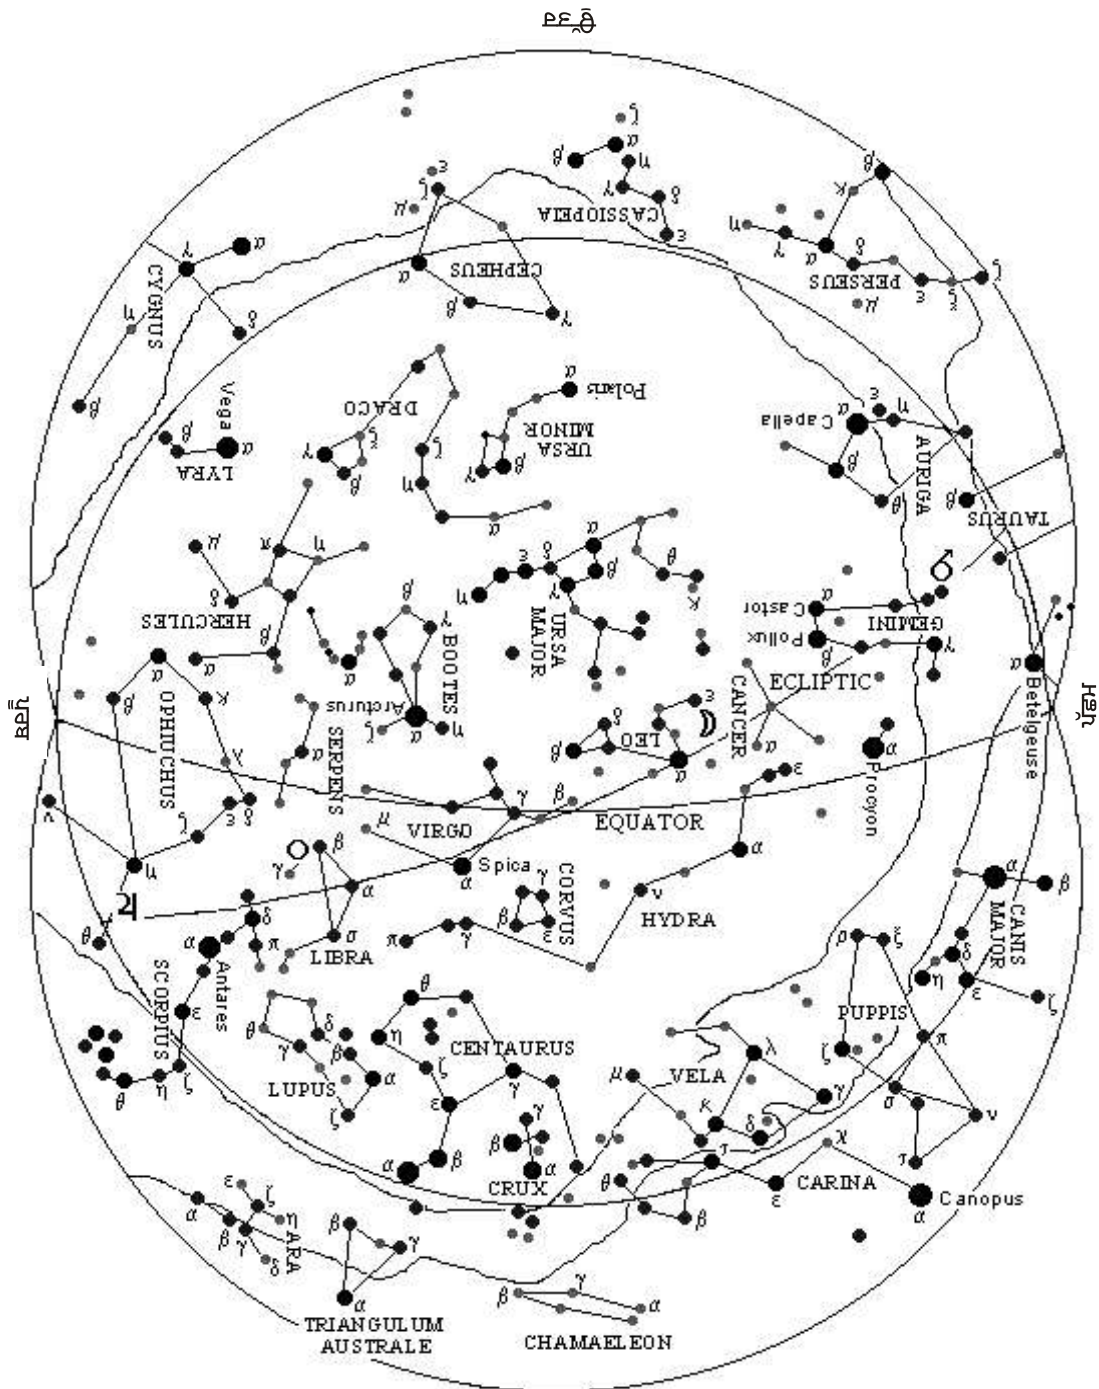 ζ
α
β
η
γ
δ
ε
CASSIOPEIA
β
κ
η
γ
α
δ
PERSEUS
ε
ξ
ζ
μ
ε
ζ
μ
α
CEPHEUS
β
γ
α
γ
CYGNUS
η
δ
β
Vega
β
α
LYRA
DRACO
ξ
γ
β
ζ
η
α
α
Polaris
URSA
MINOR
γ
β
ε
η
α
Capella
β
θ
AURIGA
β
TAURUS
μ
π
η
δ
HERCULES
β
α
α
β
γ
BOOTES
Arcturus
ζ
α
η
α
ε
δ
β
γ
η
θ
κ
URSA
MAJOR
♂
α
Castor
Pollux
β
GEMINI
γ
α
Betelgeuse
α
β
κ
OPHIUCHUS
λ
ε
δ
ζ
ν
μ
θ
SERPENS
α
ε
δ
β
LEO
α
CANCER
α
ECLIPTIC
α
Procyon
μ
VIRGO
γ
β
EQUATOR
Spica
α
β
γ
α
σ
LIBRA
♃
ε
α
ν
HYDRA
γ
π
γ
β
ε
CORVUS
α
β
CANIS
MAJOR
δ
η
ε
ζ
δ
α
π
Antares
SCORPIUS
ε
ζ
η
θ
ρ
ξ
PUPPIS
ζ
π
σ
ν
τ
θ
δ
γ
β
α
LUPUS
ζ
θ
η
CENTAURUS
ζ
γ
ε
β
α
γ
β
α
CRUX
λ
VELA
μ
κ
δ
γ
χ
ι
ε
CARINA
θ
β
α
Canopus
ε
ζ
α
η
β
γ
δ
ARA
β
γ
α
TRIANGULUM
AUSTRALE
γ
β
α
CHAMAELEON